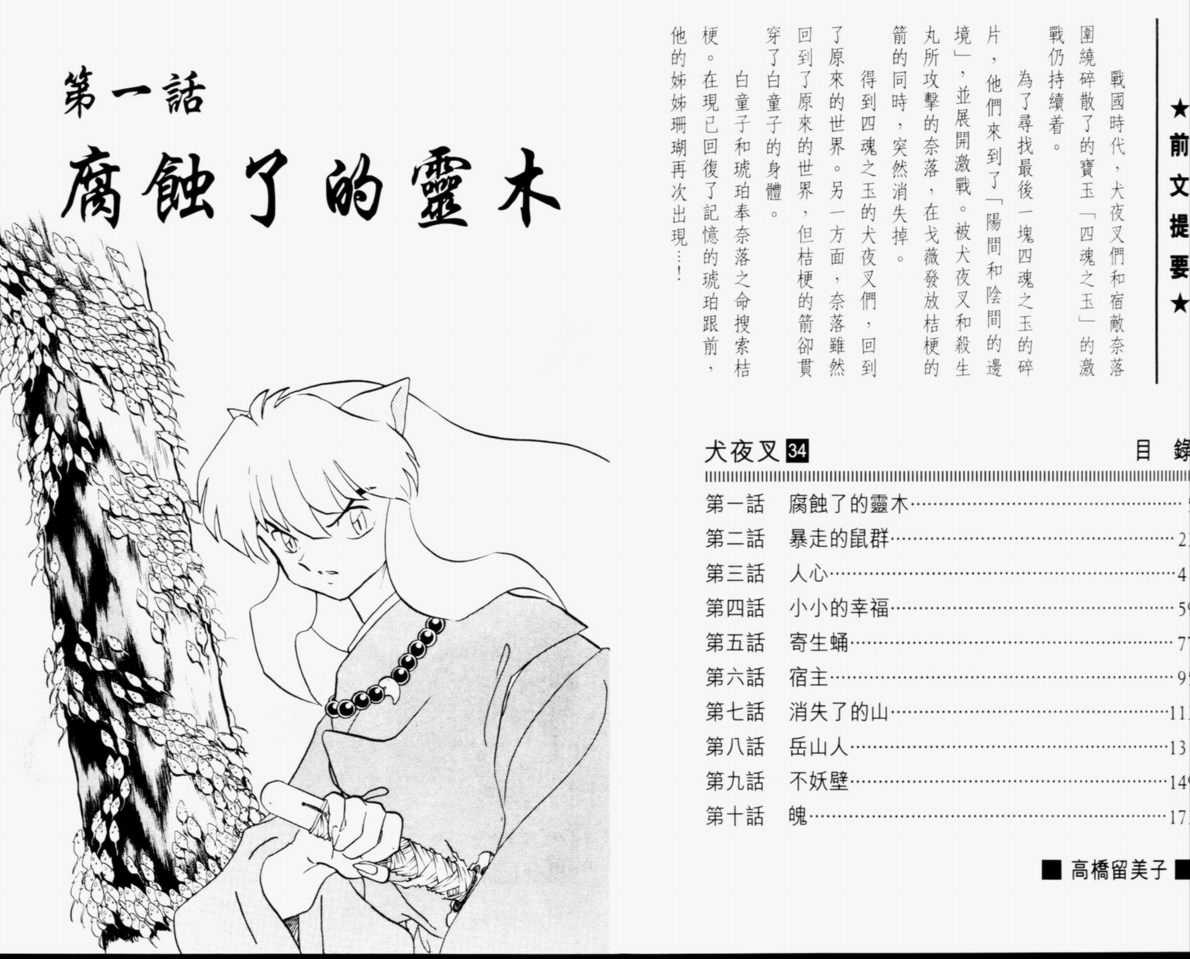 ★前文提要★
戰國時代，犬夜叉們和宿敵奈落
圍繞碎散了的寶玉「四魂之玉」的激
戰仍持續着。
為了尋找最後一塊四魂之玉的碎
片，他們來到了「陽間和陰間的邊
境」，並展開激戰。被犬夜叉和殺生
丸所攻擊的奈落，在戈薇發放桔梗的
箭的同時，突然消失掉。
得到四魂之玉的犬夜叉們，回到
了原來的世界。另一方面，奈落雖然
回到了原來的世界，但桔梗的箭卻貫
穿了白童子的身體。
白童子和琥珀奉奈落之命搜索桔
梗。在現已回復了記憶的琥珀跟前，
他的姊姊珊瑚再次出現…！
犬夜叉 34 目 錄
第一話 腐蝕了的靈木
第二話 暴走的鼠群
第三話 人心
第四話 小小的幸福
第五話 寄生蛹
第六話 宿主
第七話 消失了的山
第八話 岳山人
第九話 不妖壁
第十話 魄
■ 高橋留美子 ■
第一話
腐蝕了的靈木